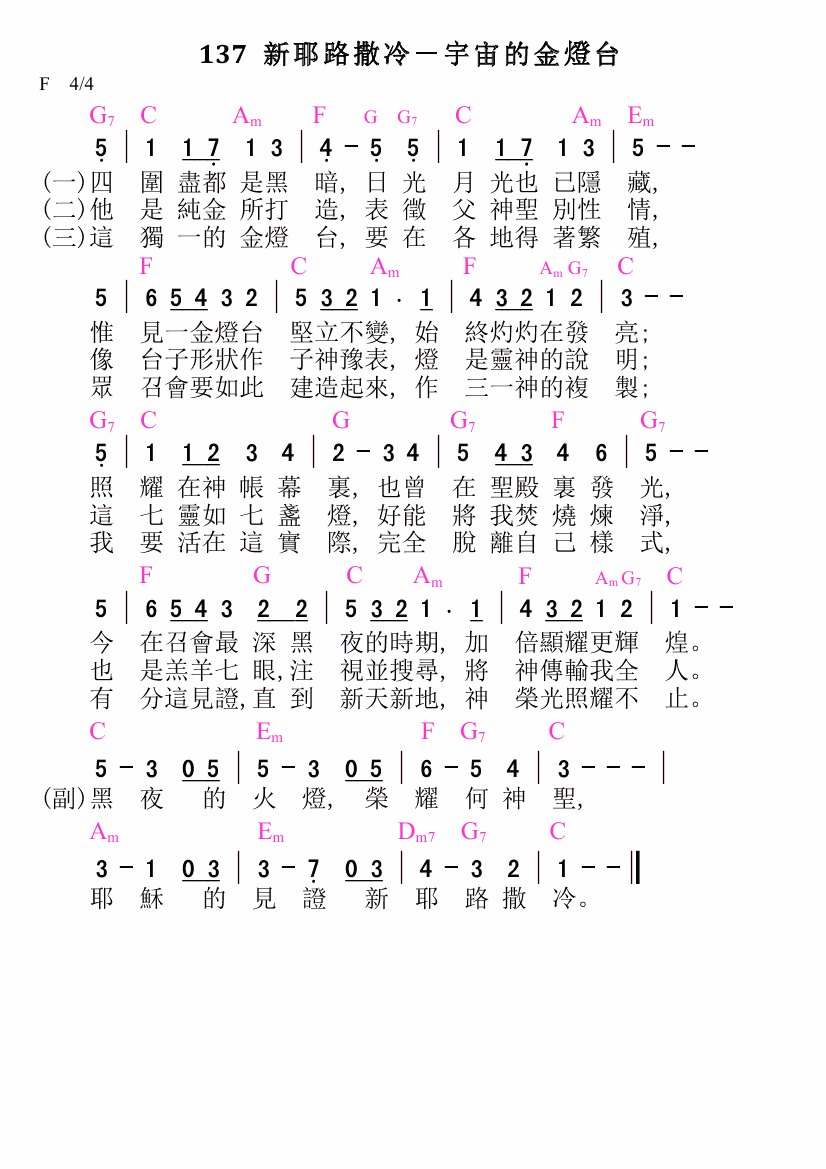 137 新耶路撒冷－宇宙的金燈台
F 4/4
G7 C Am F G G7 C Am Em
5 | 1 1 7 1 3 | 4 - 5 5 | 1 1 7 1 3 | 5 - -
(一)四 圍 盡都 是黑 暗, 日 光 月 光也 已隱 藏,
(二)他 是 純金 所打 造, 表 徵 父 神聖 別性 情,
(三)這 獨 一的 金燈 台, 要 在 各 地得 著繁 殖,
F C Am F Am G7 C
5 | 6 5 4 3 2 | 5 3 2 1 . 1 | 4 3 2 1 2 | 3 - -
惟 見一金燈台 堅立不變, 始 終灼灼在發 亮;
像 台子形狀作 子神豫表, 燈 是靈神的說 明;
眾 召會要如此 建造起來, 作 三一神的複 製;
G7 C G G7 F G7
5 | 1 1 2 3 4 | 2 - 3 4 | 5 4 3 4 6 | 5 - -
照 耀 在神 帳 幕 裏, 也曾 在 聖殿 裏 發 光,
這 七 靈如 七 盞 燈, 好能 將 我焚 燒 煉 淨,
我 要 活在 這 實 際, 完全 脫 離自 己 樣 式,
F G C Am F Am G7 C
5 | 6 5 4 3 2 2 | 5 3 2 1 . 1 | 4 3 2 1 2 | 1 - -
今 在召會最 深 黑 夜的時期, 加 倍顯耀更輝 煌。
也 是羔羊七 眼,注 視並搜尋, 將 神傳輸我全 人。
有 分這見證,直 到 新天新地, 神 榮光照耀不 止。
C Em F G7 C
5 - 3 0 5 | 5 - 3 0 5 | 6 - 5 4 | 3 - - - |
(副)黑 夜 的 火 燈, 榮 耀 何 神 聖,
Am Em Dm7 G7 C
3 - 1 0 3 | 3 - 7 0 3 | 4 - 3 2 | 1 - - ‖
耶 穌 的 見 證 新 耶 路 撒 冷。